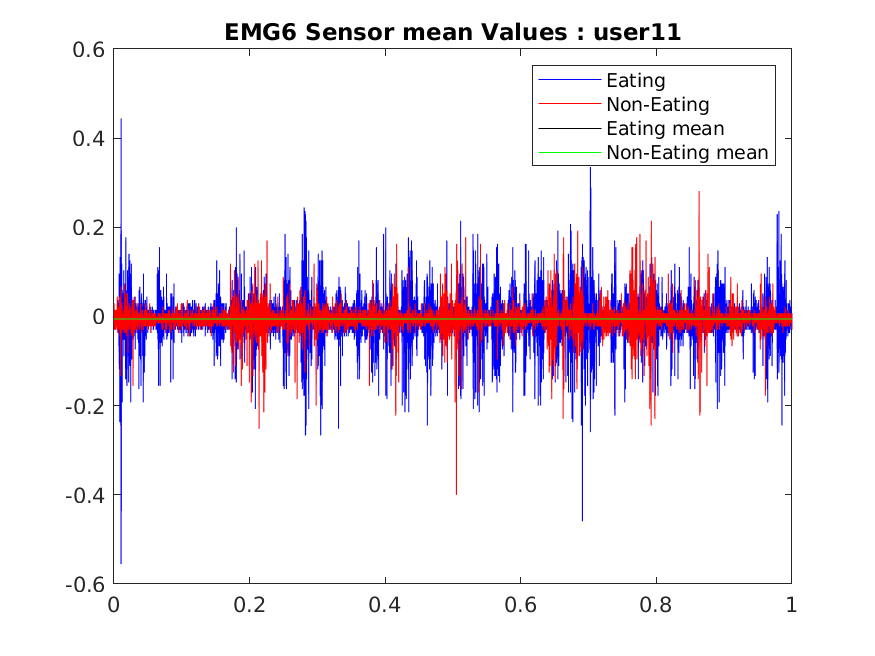 EMG6 Sensor mean Values : user11
0.6
0.4
0.2
0
-0.2
-0.4
-0.6
0
0.2
0.4
0.6
0.8
1
Eating
Non-Eating
Eating mean
Non-Eating mean